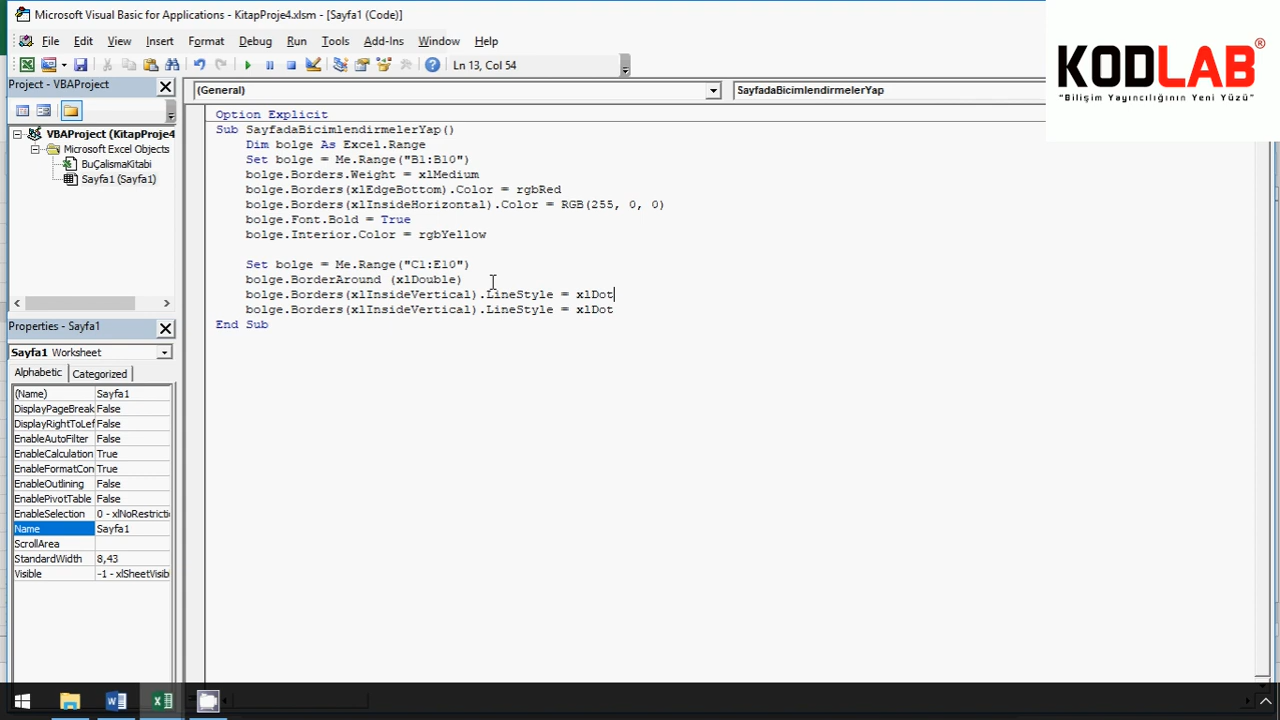 Microsoft Visual Basic for Applications - KitapProje4.xlsm - [Sayfa1 (Code)]
File Edit View Insert Format Debug Run Tools Add-Ins Window Help
Ln 13, Col 54
KODLAB®
"Bilişim Yayıncılığının Yeni Yüzü"
Project - VBAProject
VBAProject (KitapProje4
Microsoft Excel Objects
BuÇalismaKitabi
Sayfa1 (Sayfa1)
(General)
SayfadaBicimlendirmelerYap
Option Explicit
Sub SayfadaBicimlendirmelerYap()
Dim bolge As Excel.Range
Set bolge = Me.Range("B1:B10")
bolge.Borders.Weight = xlMedium
bolge.Borders(xlEdgeBottom).Color = rgbRed
bolge.Borders(xlInsideHorizontal).Color = RGB(255, 0, 0)
bolge.Font.Bold = True
bolge.Interior.Color = rgbYellow
Set bolge = Me.Range("C1:E10")
bolge.BorderAround (xlDouble)
bolge.Borders(xlInsideVertical).LineStyle = xlDot
bolge.Borders(xlInsideVertical).LineStyle = xlDot
End Sub
Properties - Sayfa1
Sayfa1 Worksheet
Alphabetic Categorized
(Name) Sayfa1
DisplayPageBreak False
DisplayRightToLef False
EnableAutoFilter False
EnableCalculation True
EnableFormatCon True
EnableOutlining False
EnablePivotTable False
EnableSelection 0 - xlNoRestricti
Name Sayfa1
ScrollArea
StandardWidth 8,43
Visible -1 - xlSheetVisib